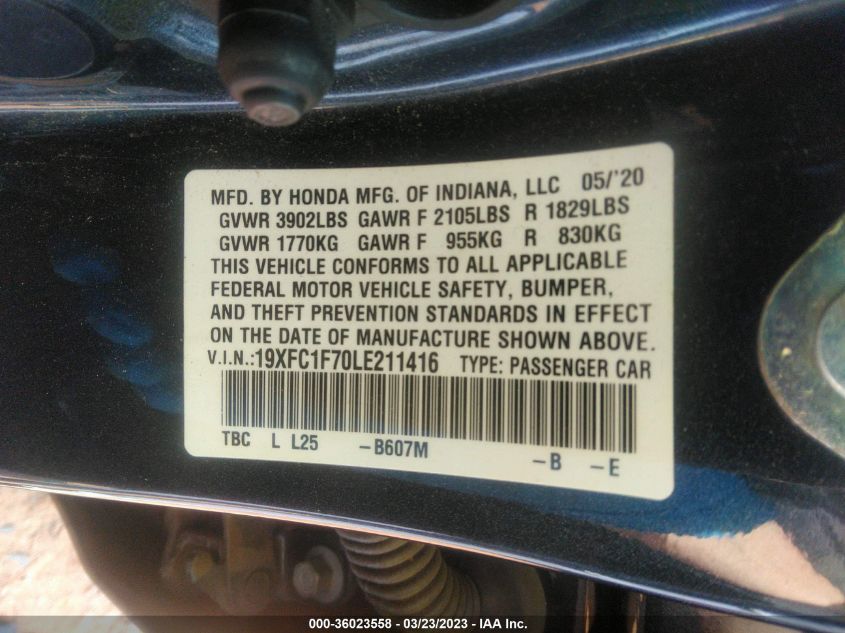 MFD. BY HONDA MFG. OF INDIANA, LLC 05/'20
GVWR 3902LBS GAWR F 2105LBS R 1829LBS
GVWR 1770KG GAWR F 955KG R 830KG
THIS VEHICLE CONFORMS TO ALL APPLICABLE
FEDERAL MOTOR VEHICLE SAFETY, BUMPER,
AND THEFT PREVENTION STANDARDS IN EFFECT
ON THE DATE OF MANUFACTURE SHOWN ABOVE.
V.I.N.:19XFC1F70LE211416 TYPE: PASSENGER CAR
TBC L L25 -B607M -B -E
000-36023558 - 03/23/2023 - IAA Inc.